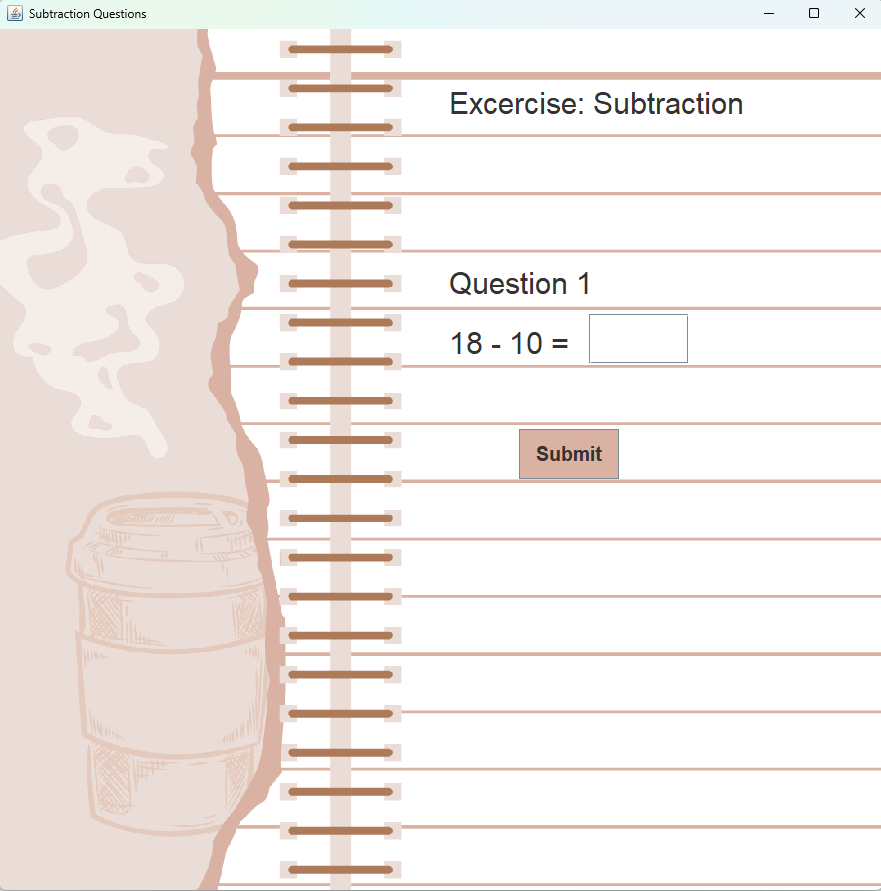 Subtraction Questions
Excercise: Subtraction
Question 1
18 - 10 =
Submit